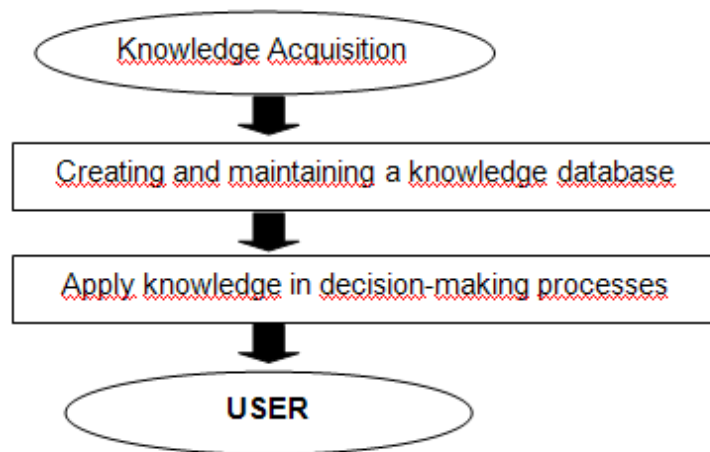 Knowledge Acquisition
Creating and maintaining a knowledge database
Apply knowledge in decision-making processes
USER